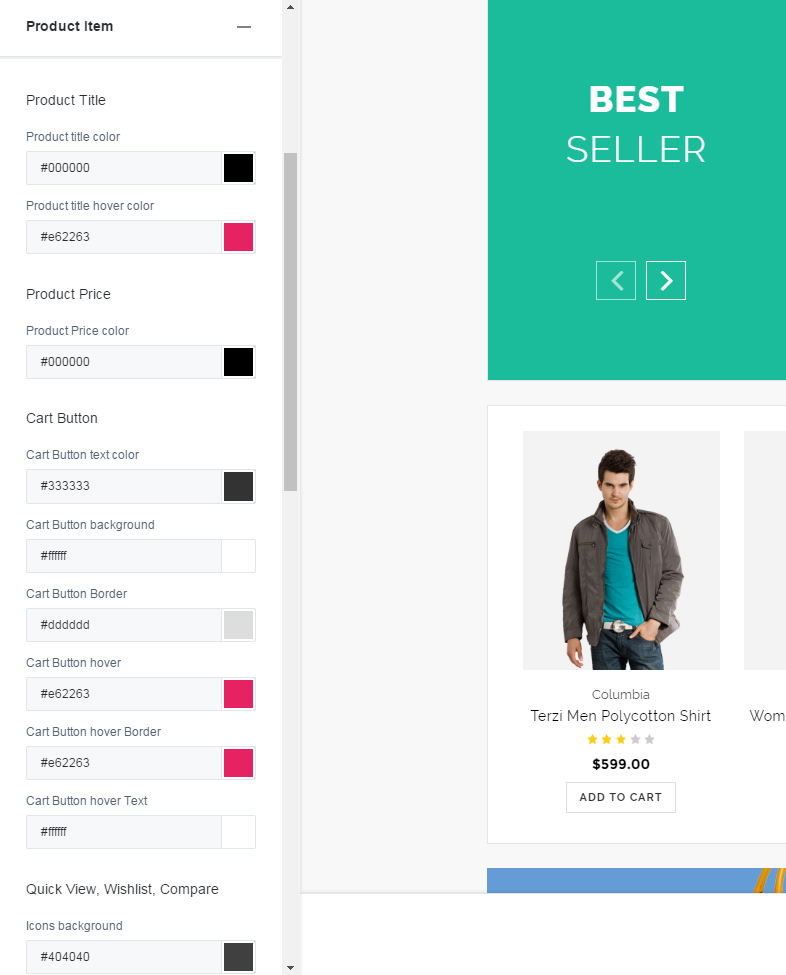 Product Item
Product Title
Product title color
#000000
Product title hover color
#e62263
Product Price
Product Price color
#000000
Cart Button
Cart Button text color
#333333
Cart Button background
#ffffff
Cart Button Border
#dddddd
Cart Button hover
#e62263
Cart Button hover Border
#e62263
Cart Button hover Text
#ffffff
Quick View, Wishlist, Compare
Icons background
#404040
BEST
SELLER
Columbia
Terzi Men Polycotton Shirt
$599.00
ADD TO CART
Wom